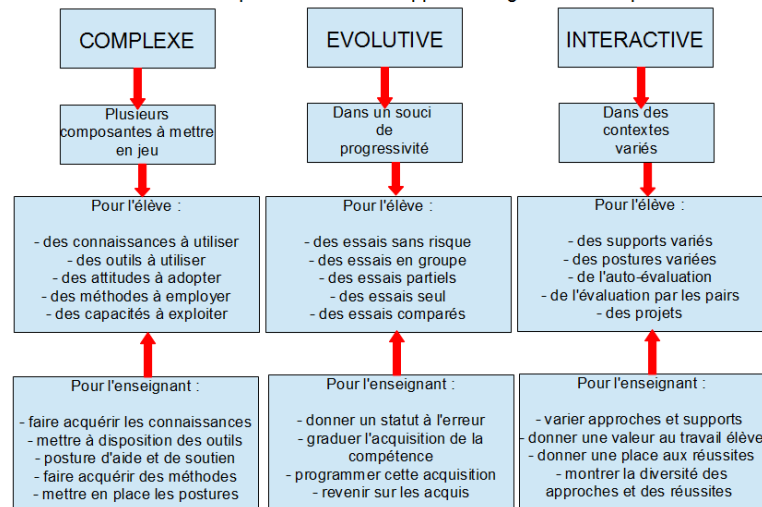 COMPLEXE
Plusieurs
composantes à mettre
en jeu
Pour l'élève :
- des connaissances à utiliser
- des outils à utiliser
- des attitudes à adopter
- des méthodes à employer
- des capacités à exploiter
Pour l'enseignant :
- faire acquérir les connaissances
- mettre à disposition des outils
- posture d'aide et de soutien
- faire acquérir des méthodes
- mettre en place les postures
EVOLUTIVE
Dans un souci
de
progressivité
Pour l'élève :
- des essais sans risque
- des essais en groupe
- des essais partiels
- des essais seul
- des essais comparés
Pour l'enseignant :
- donner un statut à l'erreur
- graduer l'acquisition de la
compétence
- programmer cette acquisition
- revenir sur les acquis
INTERACTIVE
Dans des
contextes
variés
Pour l'élève :
- des supports variés
- des postures variées
- de l'auto-évaluation
- de l'évaluation par les pairs
- des projets
Pour l'enseignant :
- varier approches et supports
- donner une valeur au travail élève
- donner une place aux réussites
- montrer la diversité des
approches et des réussites